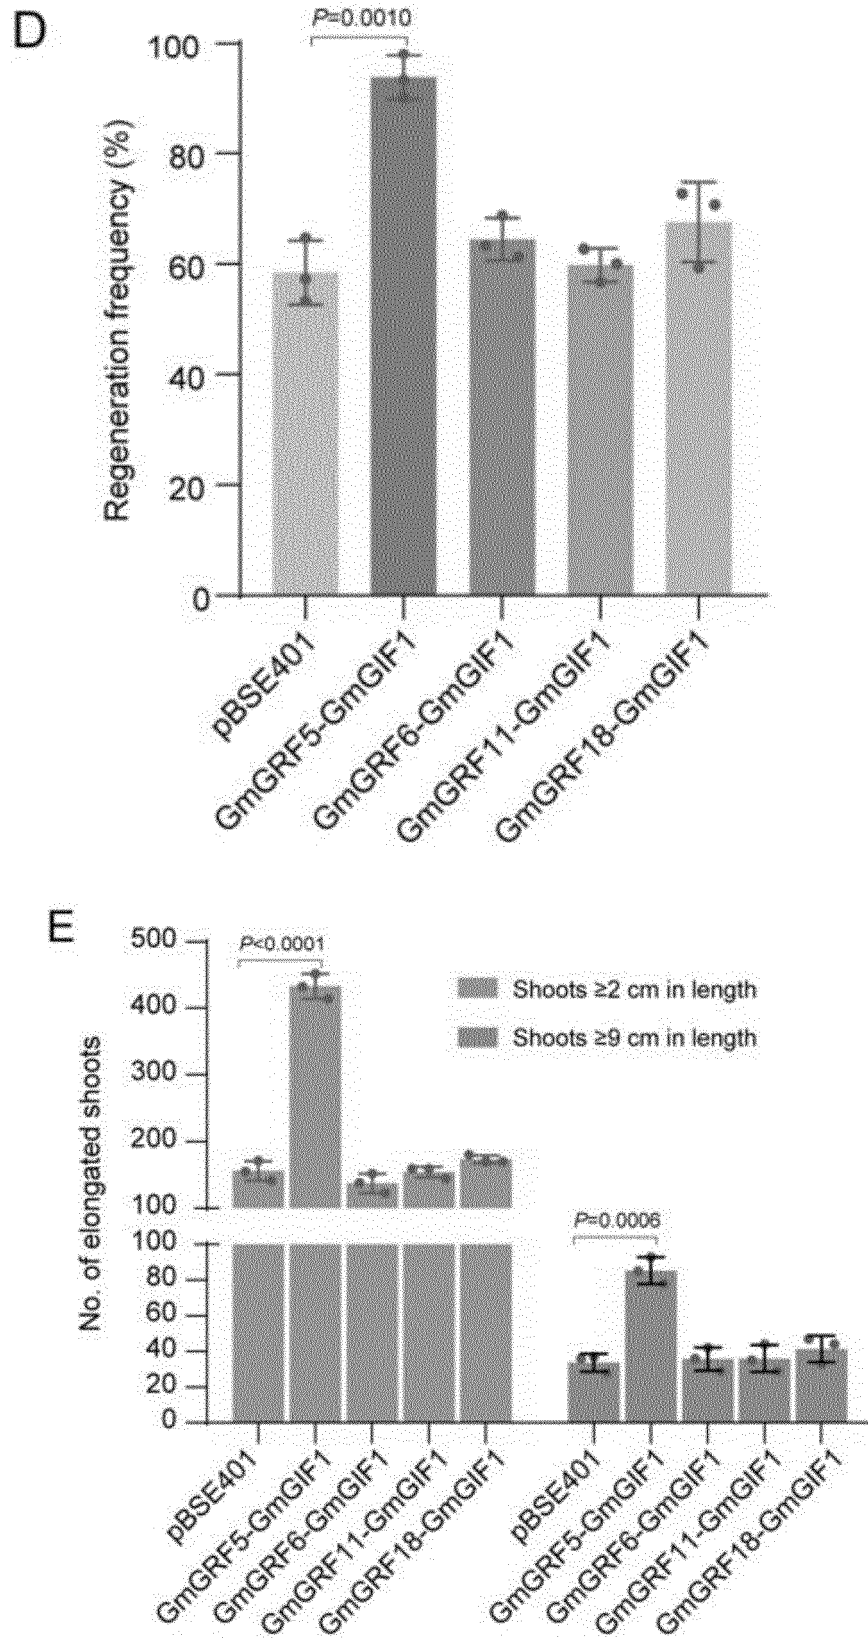 D
P=0.0010
Regeneration frequency (%)
100
80
60
40
20
0
pBSE401
GmGRF5-GmGIF1
GmGRF6-GmGIF1
GmGRF11-GmGIF1
GmGRF18-GmGIF1
E
No. of elongated shoots
500
400
300
200
100
100
80
60
40
20
0
P<0.0001
Shoots ≥2 cm in length
Shoots ≥9 cm in length
P=0.0006
pBSE401
GmGRF5-GmGIF1
GmGRF6-GmGIF1
GmGRF11-GmGIF1
GmGRF18-GmGIF1
pBSE401
GmGRF5-GmGIF1
GmGRF6-GmGIF1
GmGRF11-GmGIF1
GmGRF18-GmGIF1